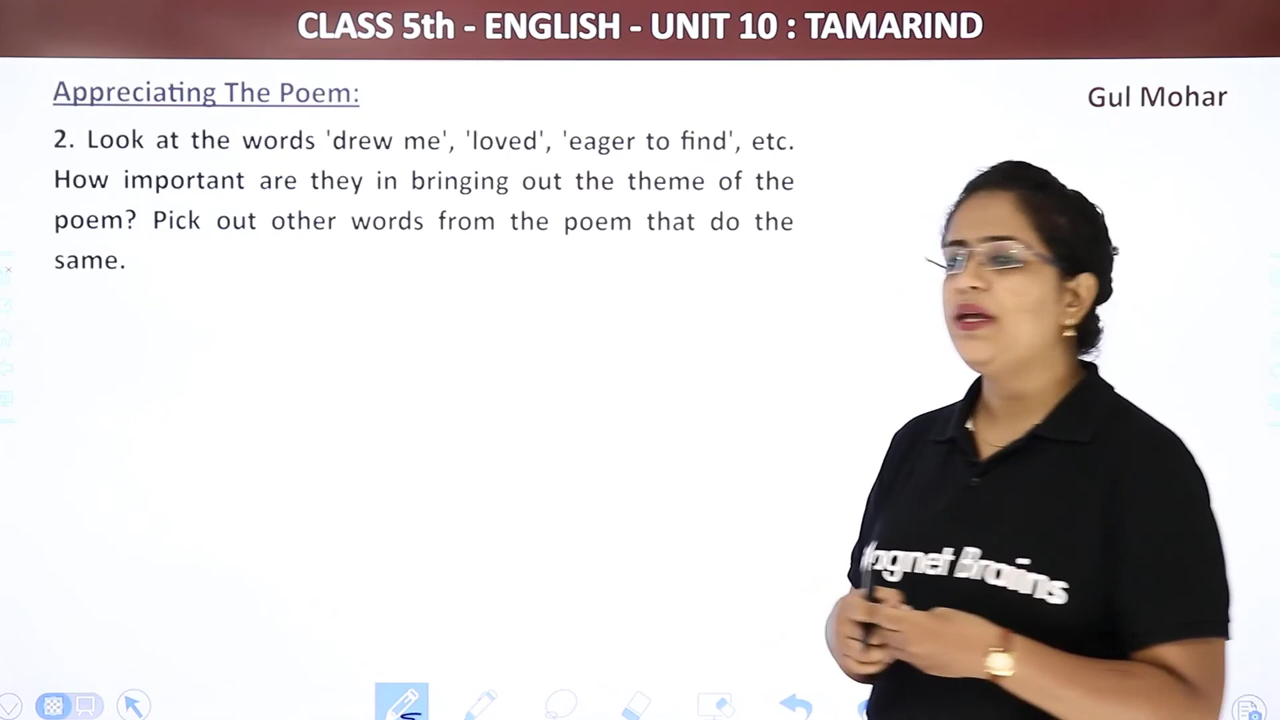 CLASS 5th - ENGLISH - UNIT 10 : TAMARIND
Appreciating The Poem:
Gul Mohar
2. Look at the words 'drew me', 'loved', 'eager to find', etc.
How important are they in bringing out the theme of the
poem? Pick out other words from the poem that do the
same.
Magnet Brains